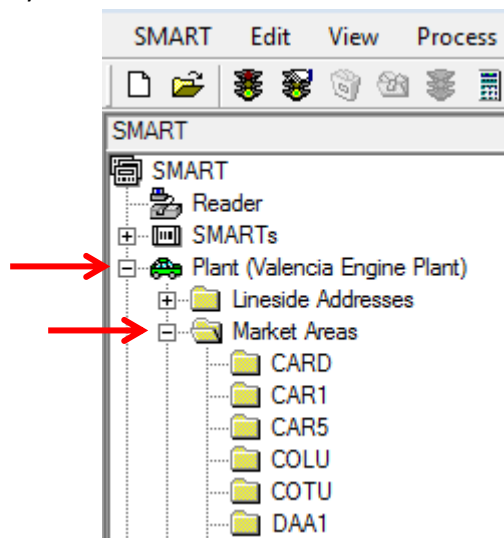 SMART Edit View Process
SMART
SMART
Reader
SMARTs
Plant (Valencia Engine Plant)
Lineside Addresses
Market Areas
CARD
CAR1
CAR5
COLU
COTU
DAA1